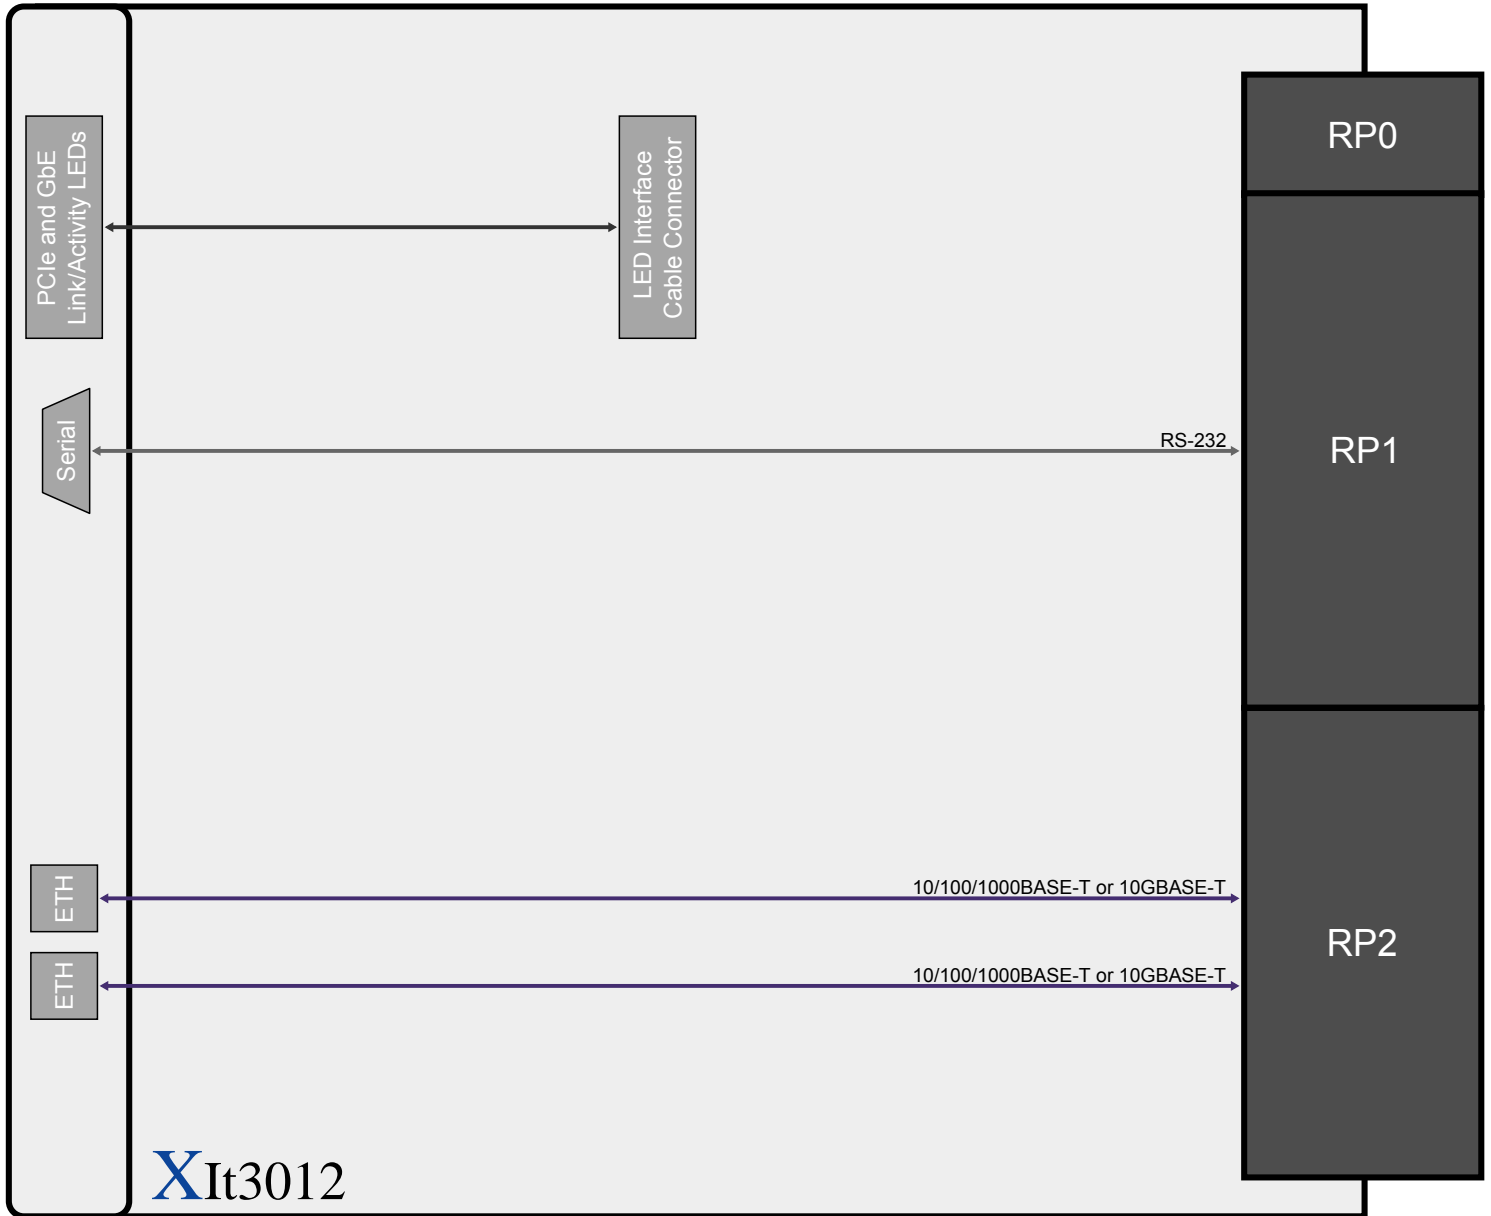 RP0
PCIe and GbE
Link/Activity LEDs
LED Interface
Cable Connector
Serial
RS-232
RP1
ETH
10/100/1000BASE-T or 10GBASE-T
RP2
ETH
10/100/1000BASE-T or 10GBASE-T
XIt3012